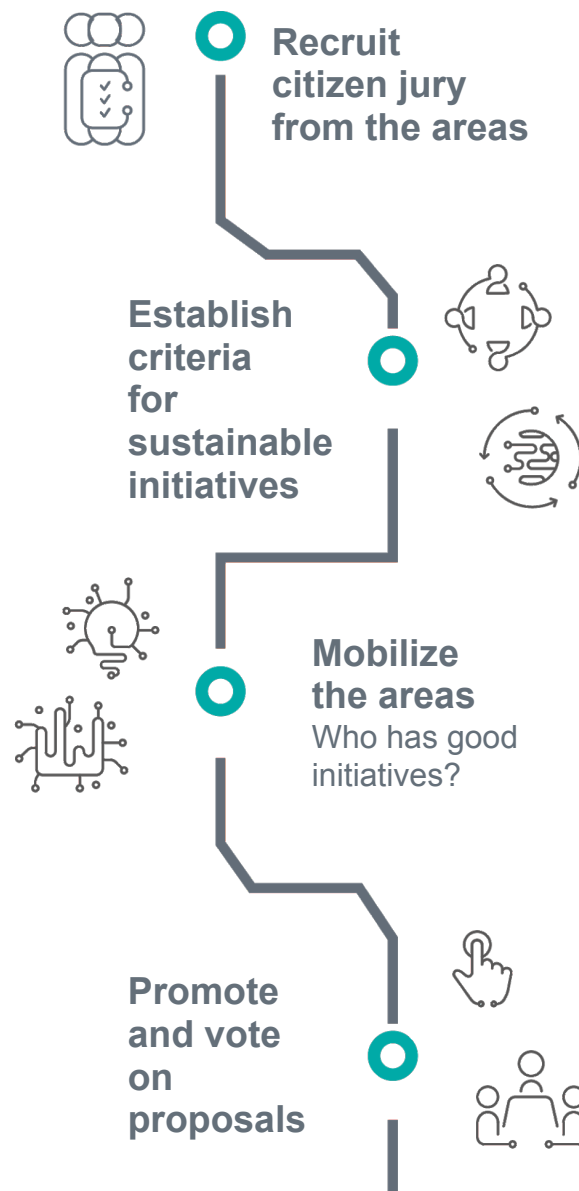 Recruit
citizen jury
from the areas
Establish
criteria
for
sustainable
initiatives
Mobilize
the areas
Who has good
initiatives?
Promote
and vote
on
proposals